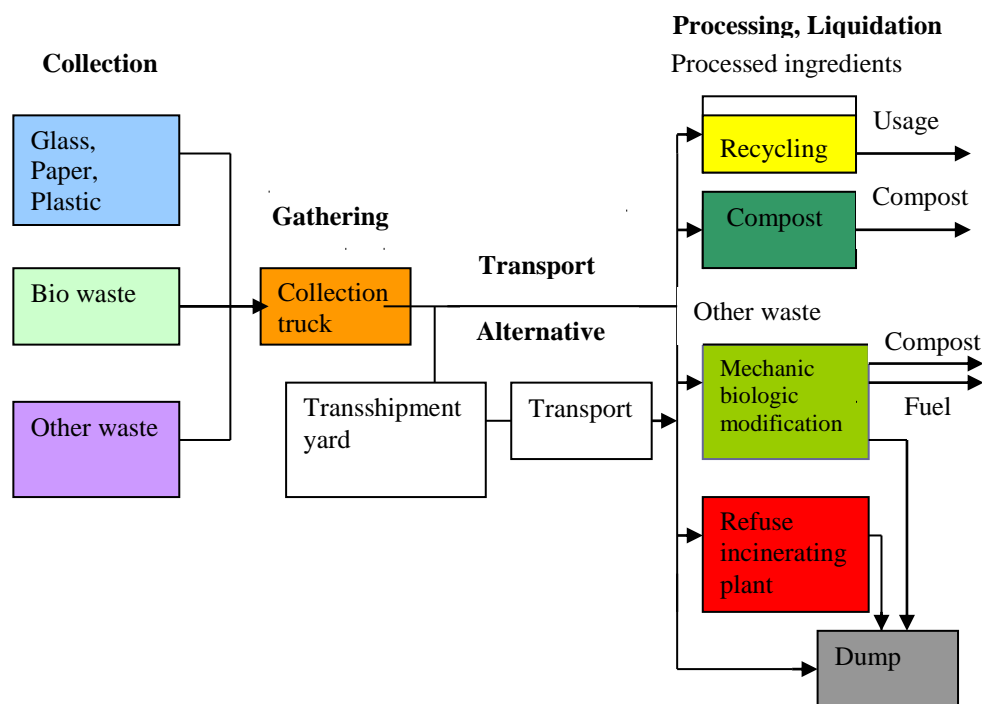 Processing, Liquidation
Collection
Processed ingredients
Glass,
Paper,
Plastic
Usage
Recycling
Gathering
Compost
Compost
Transport
Bio waste
Collection
truck
Other waste
Alternative
Compost
Mechanic
biologic
modification
Fuel
Other waste
Transshipment
yard
Transport
Refuse
incinerating
plant
Dump